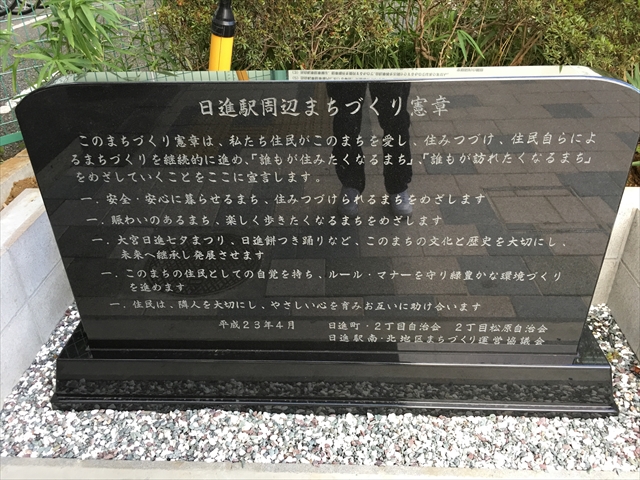 日進駅周辺まちづくり憲章
このまちづくり憲章は、私たち住民がこのまちを愛し、住みつづけ、住民自らによ
るまちづくりを継続的に進め、「誰もが住みたくなるまち」、「誰もが訪れたくなるまち」
をめざしていくことをここに宣言します。
一．安全・安心に暮らせるまち、住みつづけられるまちをめざします
一．賑わいのあるまち、楽しく歩きたくなるまちをめざします
一．大宮日進七夕まつり、日進餅つき踊りなど、このまちの文化と歴史を大切にし、
未来へ継承し発展させます
一．このまちの住民としての自覚を持ち、ルール・マナーを守り緑豊かな環境づくり
を進めます
一．住民は、隣人を大切にし、やさしい心を育みお互いに助け合います
平成23年4月 日進町・2丁目自治会 2丁目松原自治会
日進駅南・北地区まちづくり運営協議会